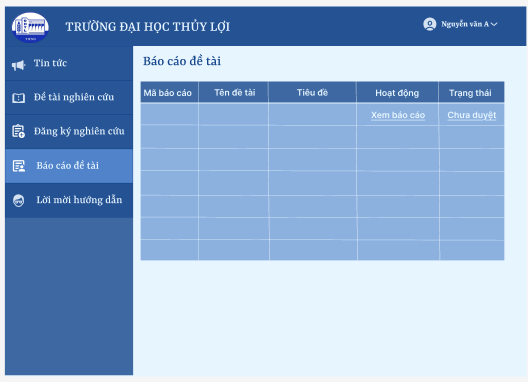 TRƯỜNG ĐẠI HỌC THỦY LỢI
Nguyễn văn A
Tin tức
Đề tài nghiên cứu
Đăng ký nghiên cứu
Báo cáo đề tài
Lời mời hướng dẫn
Báo cáo đề tài
Mã báo cáo Tên đề tài Tiêu đề Hoạt động Trạng thái
Xem báo cáo Chưa duyệt